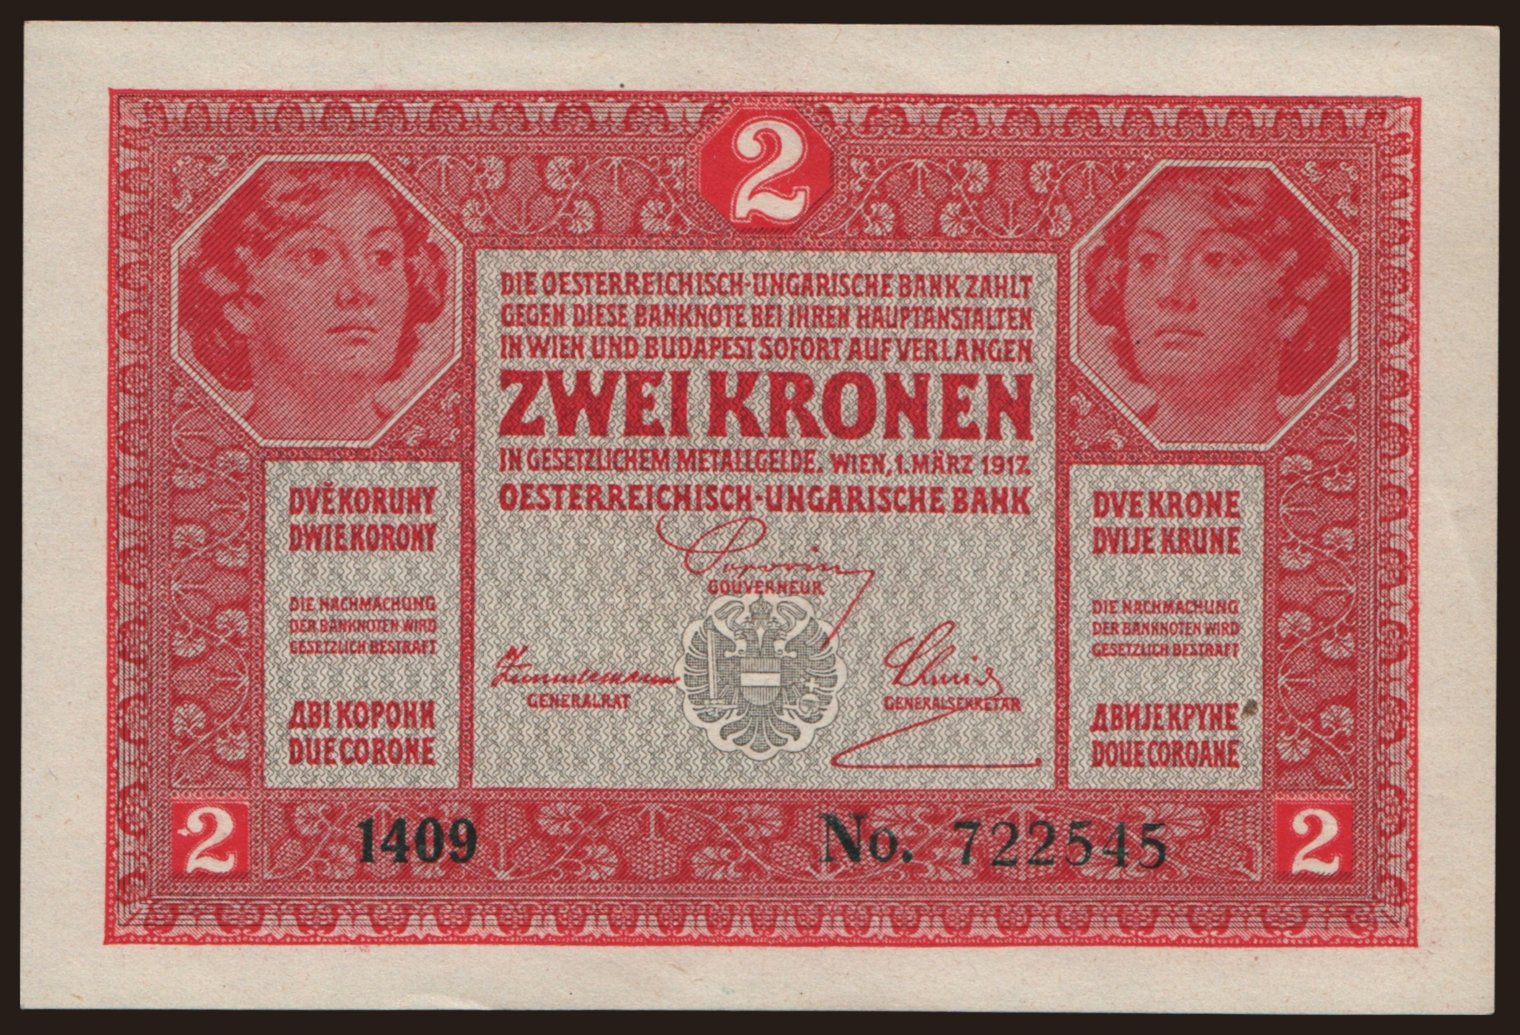 2
DIE OESTERREICHISCH-UNGARISCHE BANK ZAHLT
GEGEN DIESE BANKNOTE BEI IHREN HAUPTANSTALTEN
IN WIEN UND BUDAPEST SOFORT AUF VERLANGEN
ZWEI KRONEN
IN GESETZLICHEM METALLGELDE. WIEN, 1. MÄRZ 1917.
OESTERREICHISCH-UNGARISCHE BANK
GOUVERNEUR
GENERALRAT
GENERALSEKRETÄR
DVĚ KORUNY
DWIE KORONY
DIE NACHMACHUNG
DER BANKNOTEN WIRD
GESETZLICH BESTRAFT
ДВІ КОРОНИ
DUE CORONE
DVE KRONE
DVIJE KRUNE
DIE NACHMACHUNG
DER BANKNOTEN WIRD
GESETZLICH BESTRAFT
ДВИЈЕ КРУНЕ
DOUE COROANE
2
1409
No. 722545
2